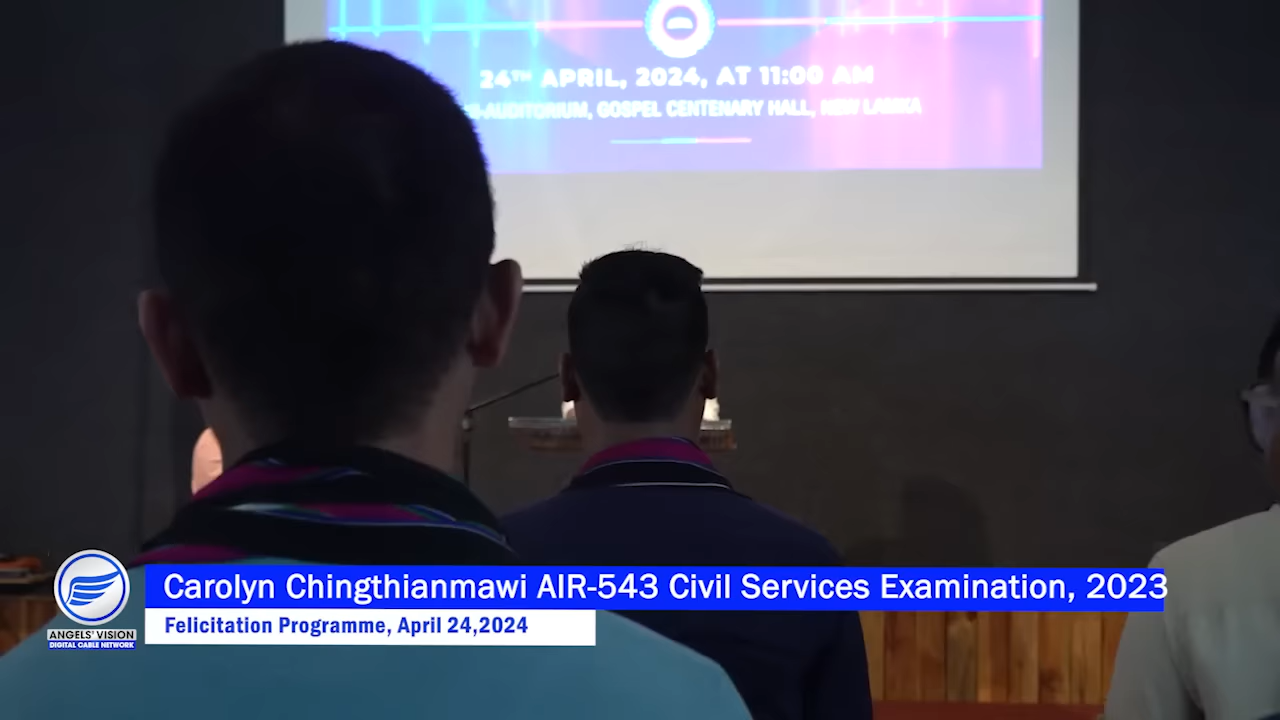 24TH APRIL, 2024, AT 11:00 AM
-AUDITORIUM, GOSPEL CENTENARY HALL, NEW LAMKA
Carolyn Chingthianmawi AIR-543 Civil Services Examination, 2023
Felicitation Programme, April 24,2024
ANGELS' VISION
DIGITAL CABLE NETWORK